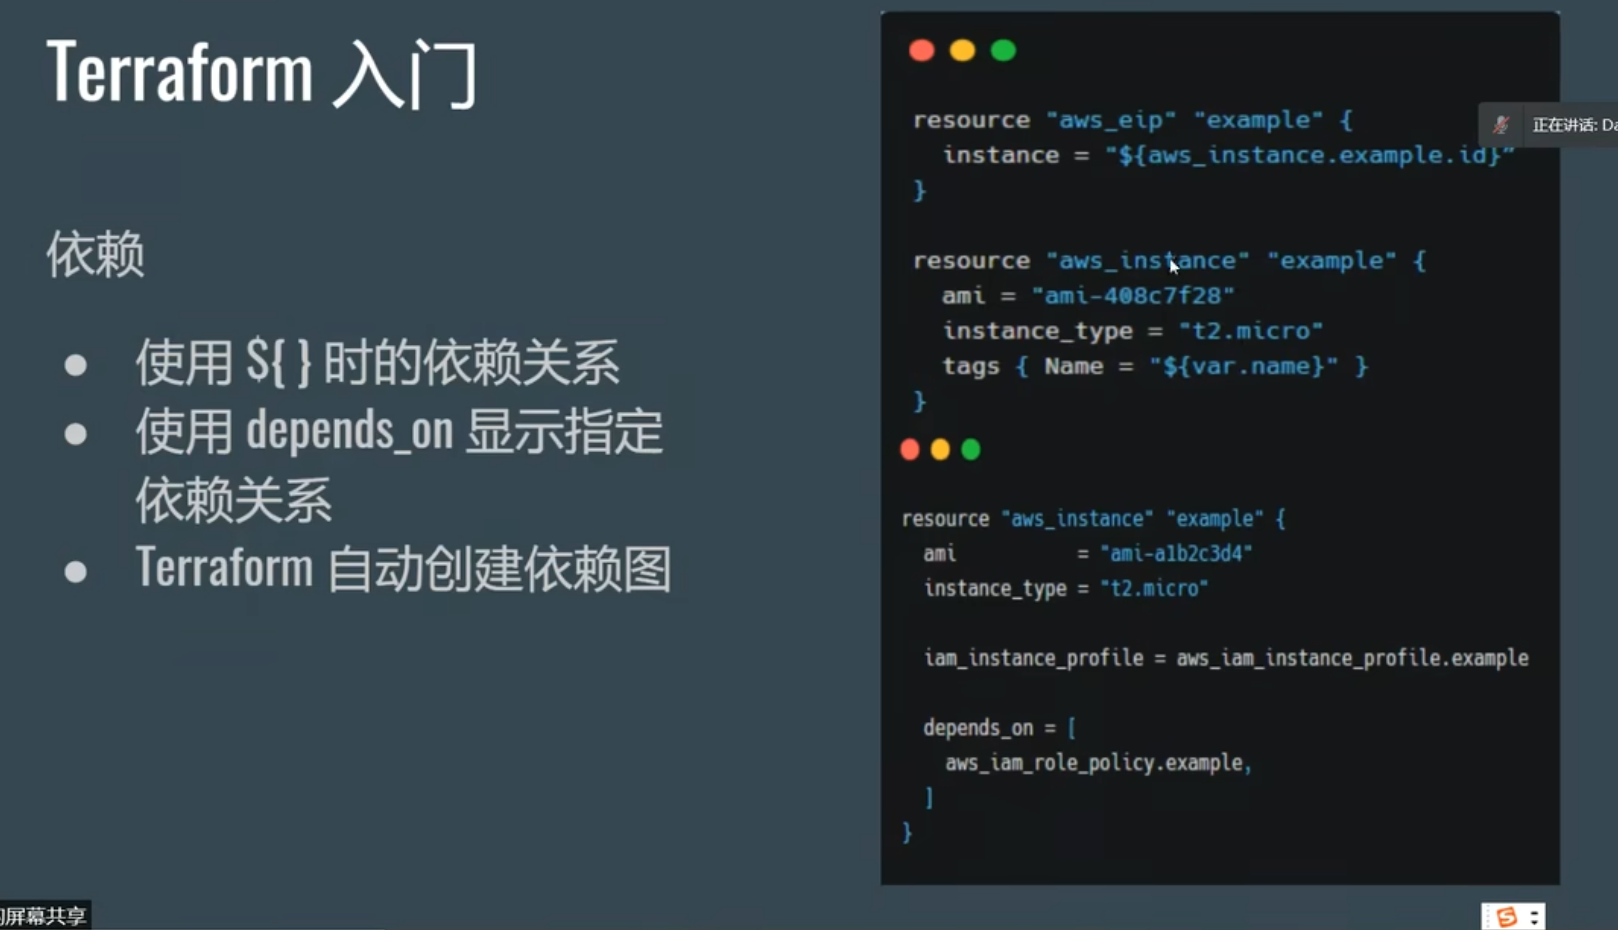 Terraform 入门
依赖
● 使用 ${ } 时的依赖关系
● 使用 depends_on 显示指定
依赖关系
● Terraform 自动创建依赖图
resource "aws_eip" "example" {
instance = "${aws_instance.example.id}”
}
resource "aws_instance" "example" {
ami = "ami-408c7f28"
instance_type = "t2.micro"
tags { Name = "${var.name}" }
}
resource "aws_instance" "example" {
ami = "ami-a1b2c3d4"
instance_type = "t2.micro"
iam_instance_profile = aws_iam_instance_profile.example
depends_on = [
aws_iam_role_policy.example,
]
}
正在讲话: Da
的屏幕共享